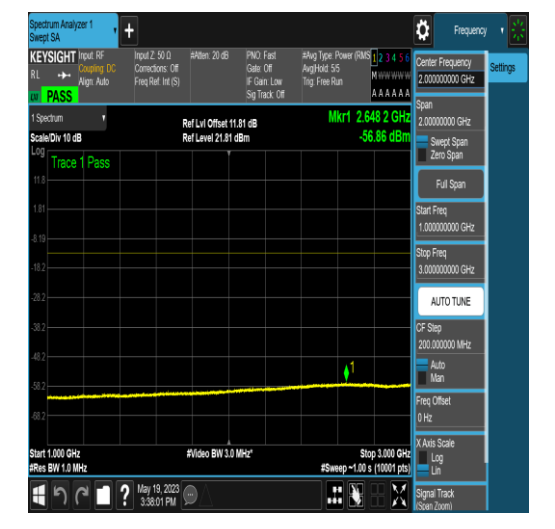 Spectrum Analyzer 1
Swept SA
Frequency
KEYSIGHT Input: RF Input Z: 50 Ω #Atten: 20 dB PNO: Fast #Avg Type: Power (RMS 1 2 3 4 5 6
RL Coupling: DC Corrections: Off Gate: Off Avg|Hold: 5/5 M W W W W W
Align: Auto Freq Ref: Int (S) IF Gain: Low Trig: Free Run
PASS Sig Track: Off A A A A A A
1 Spectrum Ref Lvl Offset 11.81 dB Mkr1 2.648 2 GHz
Scale/Div 10 dB Ref Level 21.81 dBm -56.86 dBm
Log
Trace 1 Pass
11.8
1.81
-8.19
-18.2
-28.2
-38.2
-48.2
-58.2
-68.2
1
Start 1.000 GHz #Video BW 3.0 MHz* Stop 3.000 GHz
#Res BW 1.0 MHz #Sweep ~1.00 s (10001 pts)
May 19, 2023
3:38:01 PM
Center Frequency
2.000000000 GHz
Settings
Span
2.00000000 GHz
Swept Span
Zero Span
Full Span
Start Freq
1.000000000 GHz
Stop Freq
3.000000000 GHz
AUTO TUNE
CF Step
200.000000 MHz
Auto
Man
Freq Offset
0 Hz
X Axis Scale
Log
Lin
Signal Track
(Span Zoom)